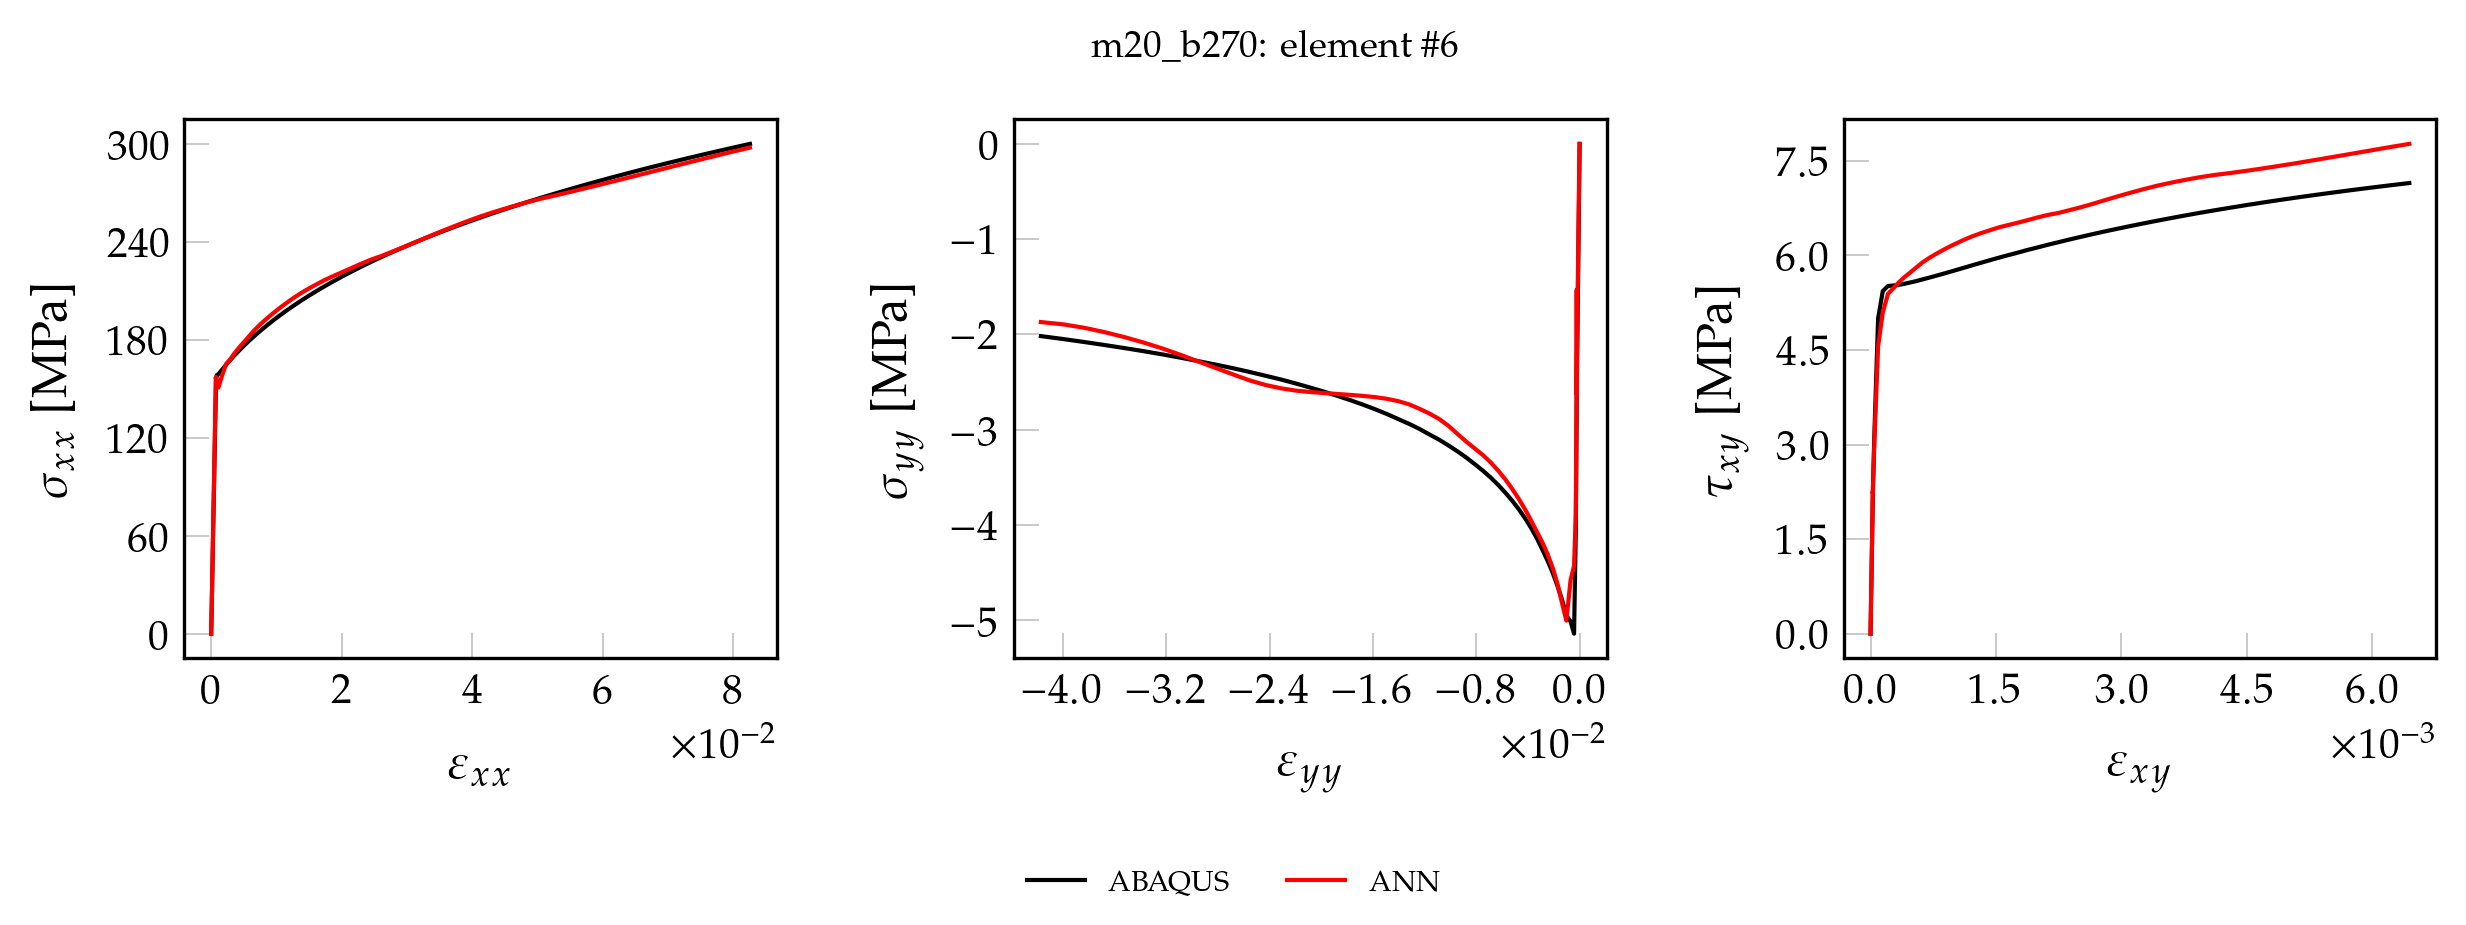 m20_b270: element #6
σxx [MPa]
300
240
180
120
60
0
0 2 4 6 8
×10−2
εxx
σyy [MPa]
0
−1
−2
−3
−4
−5
−4.0 −3.2 −2.4 −1.6 −0.8 0.0
×10−2
εyy
τxy [MPa]
7.5
6.0
4.5
3.0
1.5
0.0
0.0 1.5 3.0 4.5 6.0
×10−3
εxy
ABAQUS ANN